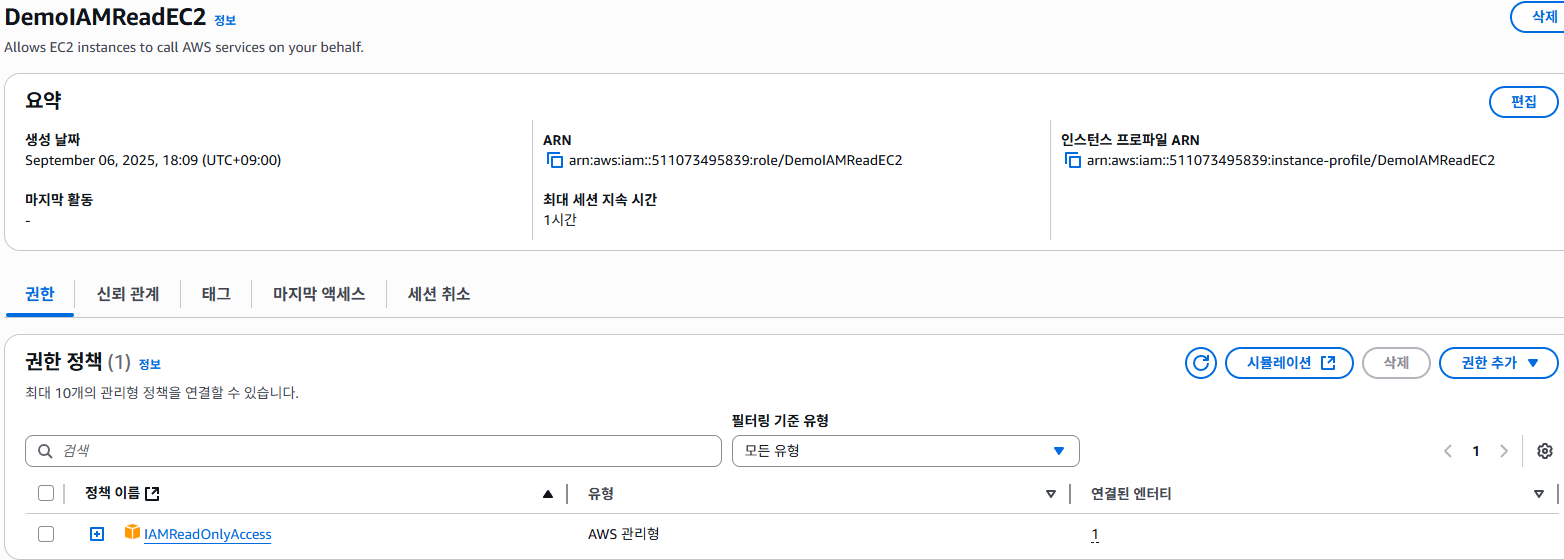 DemoIAMReadEC2 정보
삭제
Allows EC2 instances to call AWS services on your behalf.
요약
편집
생성 날짜
September 06, 2025, 18:09 (UTC+09:00)
ARN
arn:aws:iam::511073495839:role/DemoIAMReadEC2
인스턴스 프로파일 ARN
arn:aws:iam::511073495839:instance-profile/DemoIAMReadEC2
마지막 활동
-
최대 세션 지속 시간
1시간
권한 신뢰 관계 태그 마지막 액세스 세션 취소
권한 정책 (1) 정보
시뮬레이션 삭제 권한 추가
최대 10개의 관리형 정책을 연결할 수 있습니다.
필터링 기준 유형
검색 모든 유형 1
정책 이름 유형 연결된 엔터티
IAMReadOnlyAccess AWS 관리형 1